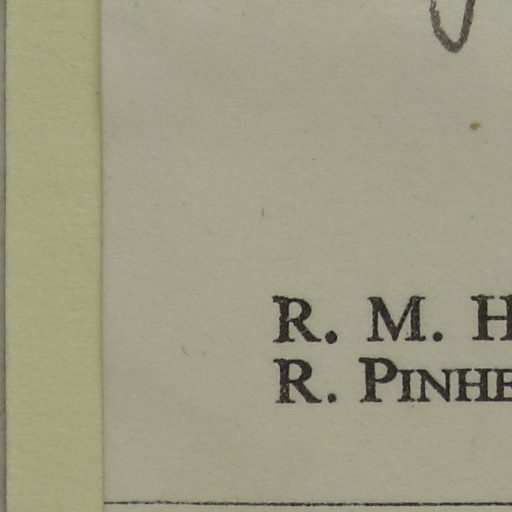 R. M. H
R. PINHE